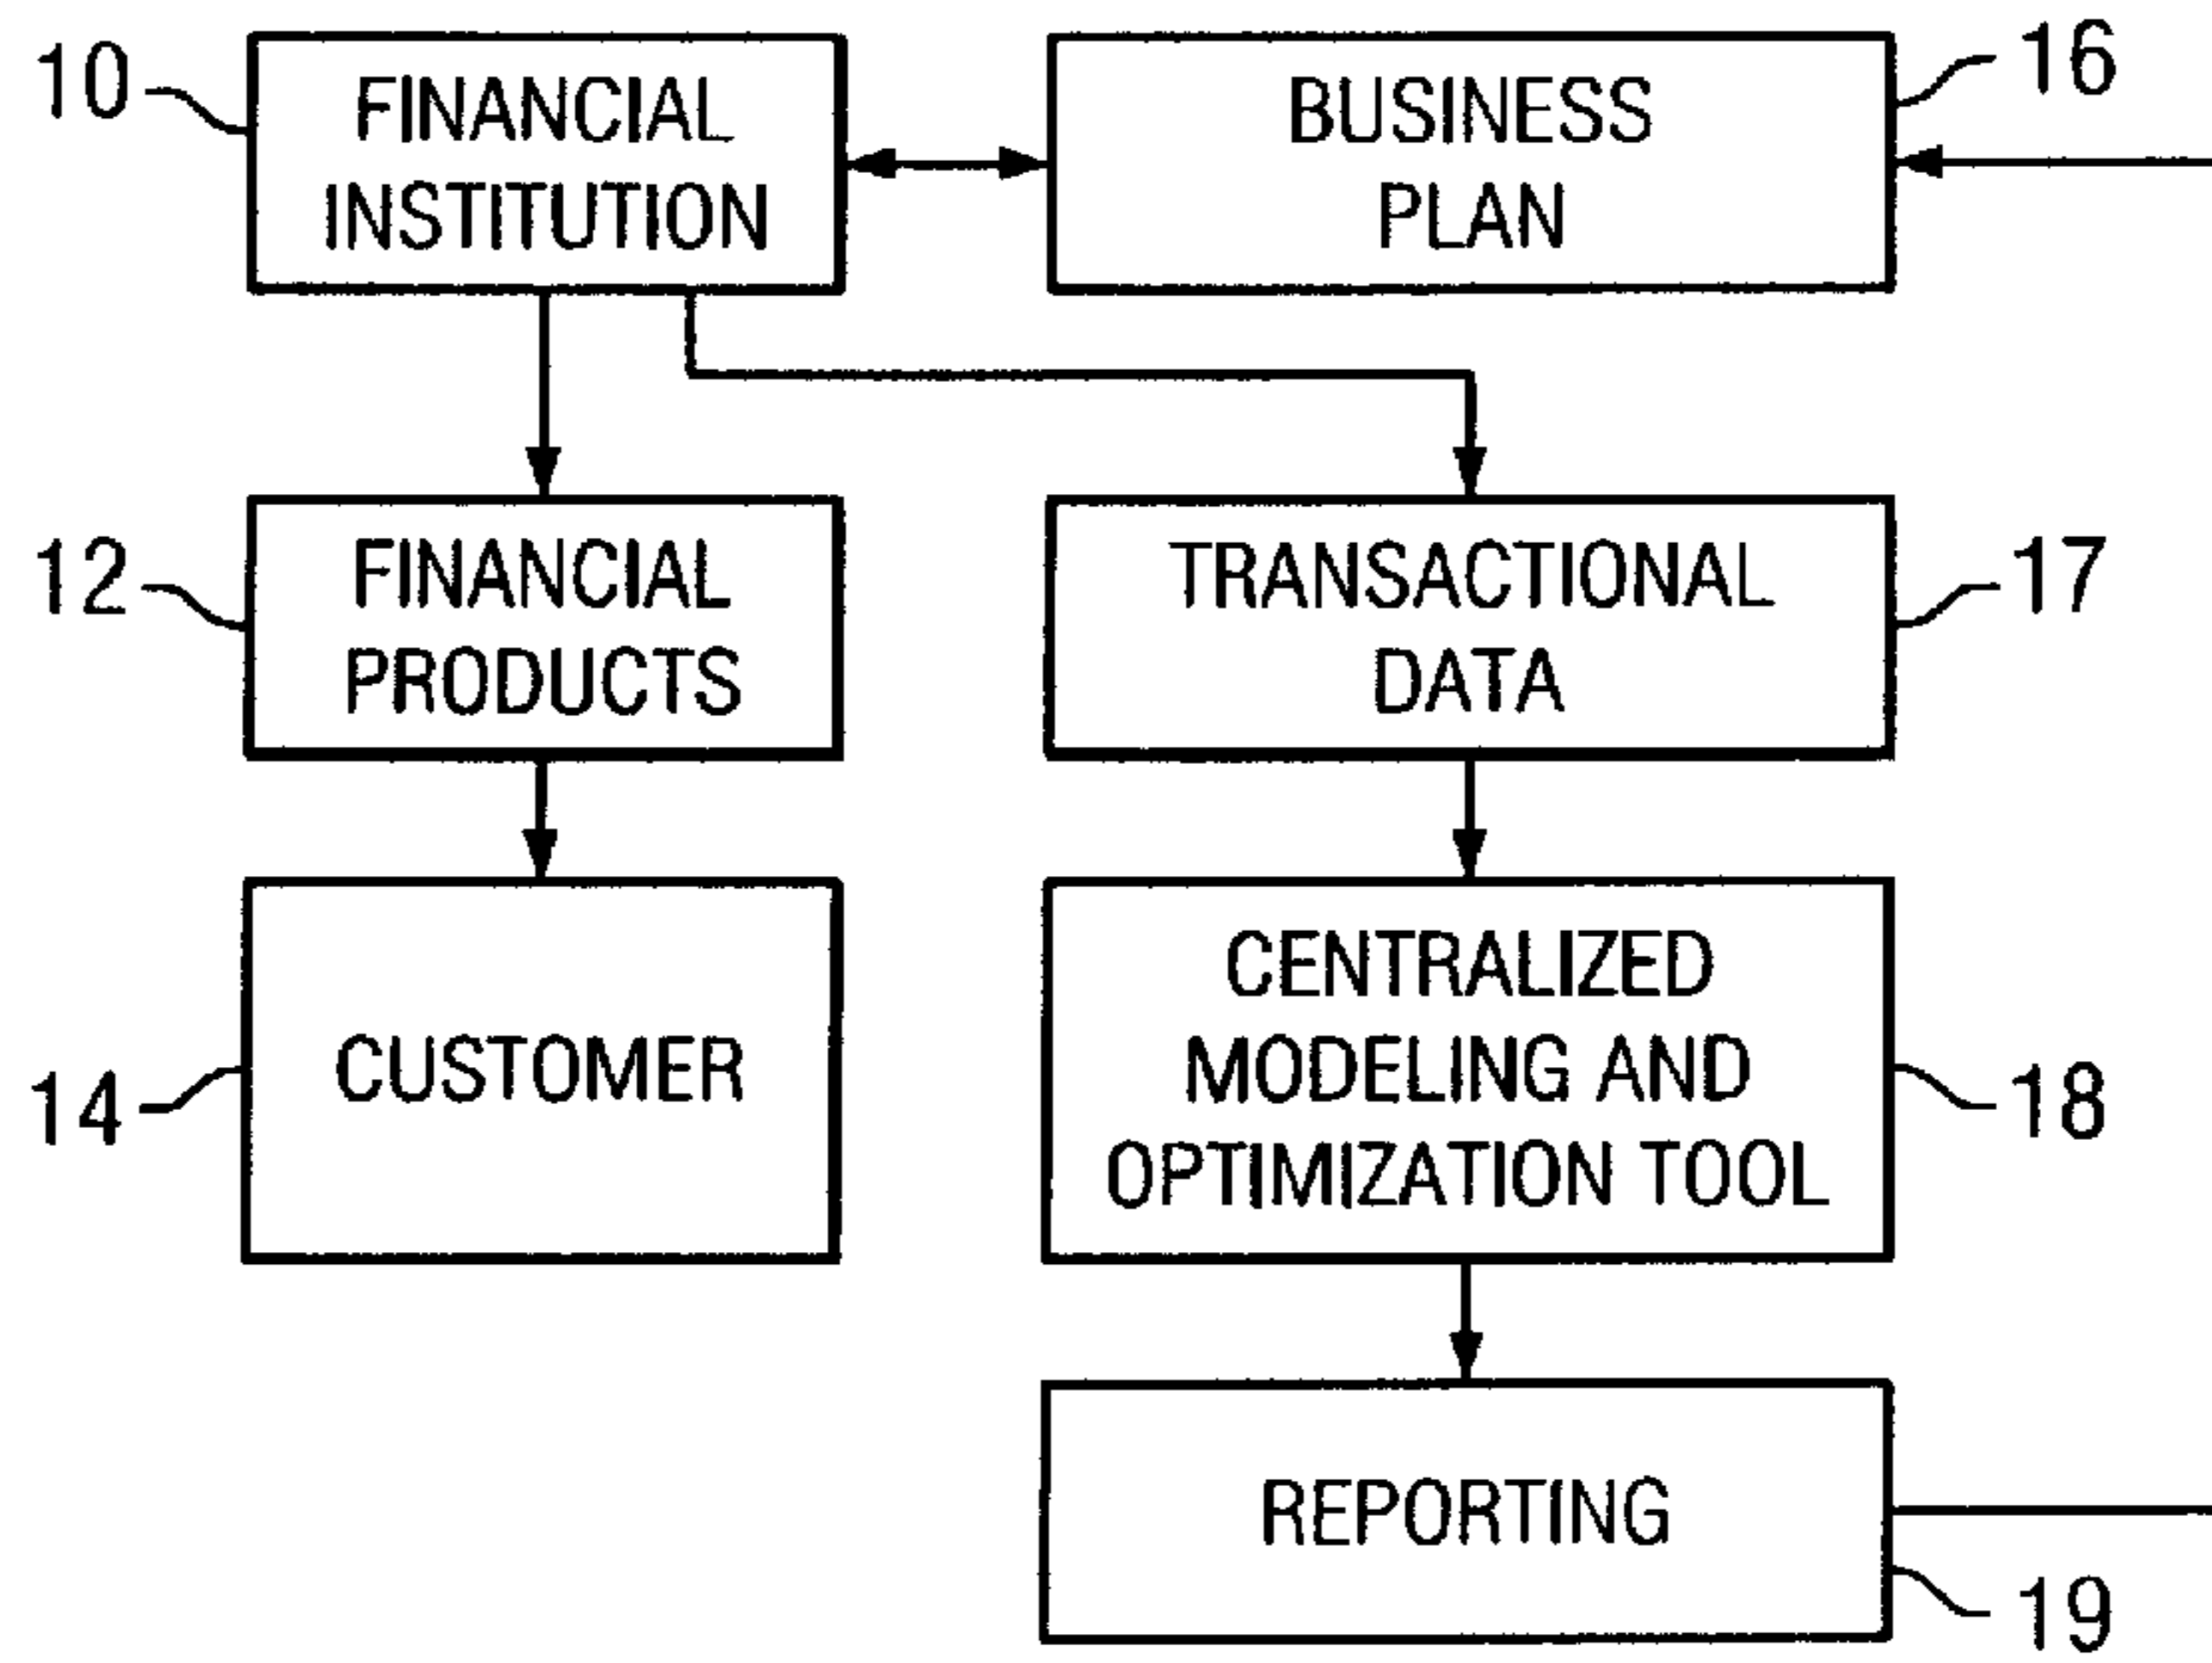 10
FINANCIAL
INSTITUTION
BUSINESS
PLAN
16
12
FINANCIAL
PRODUCTS
TRANSACTIONAL
DATA
17
14
CUSTOMER
CENTRALIZED
MODELING AND
OPTIMIZATION TOOL
18
REPORTING
19